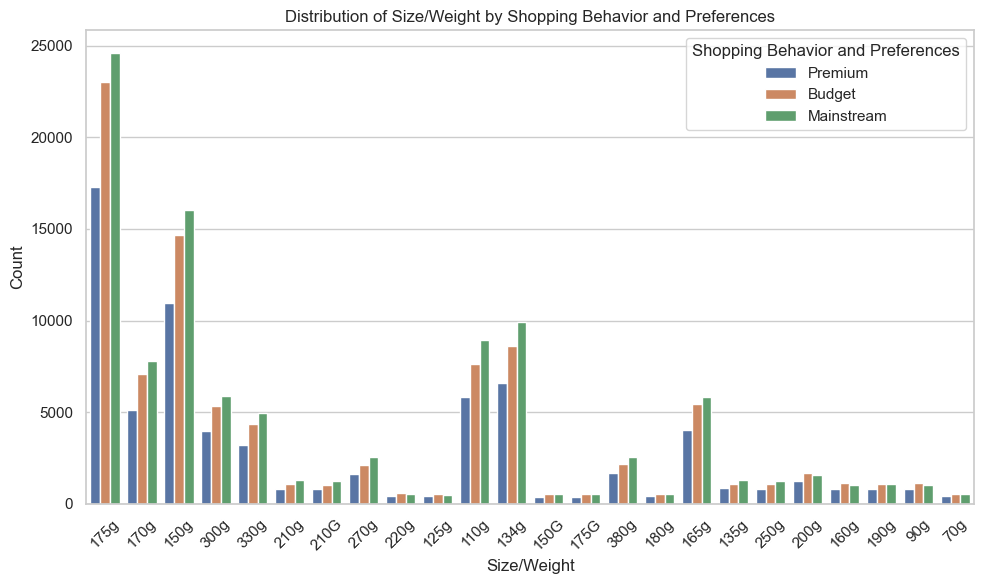 Distribution of Size/Weight by Shopping Behavior and Preferences
Shopping Behavior and Preferences
Premium
Budget
Mainstream
25000
20000
15000
10000
5000
0
Count
175g 170g 150g 300g 330g 210g 210G 270g 220g 125g 110g 134g 150G 175G 380g 180g 165g 135g 250g 200g 160g 190g 90g 70g
Size/Weight